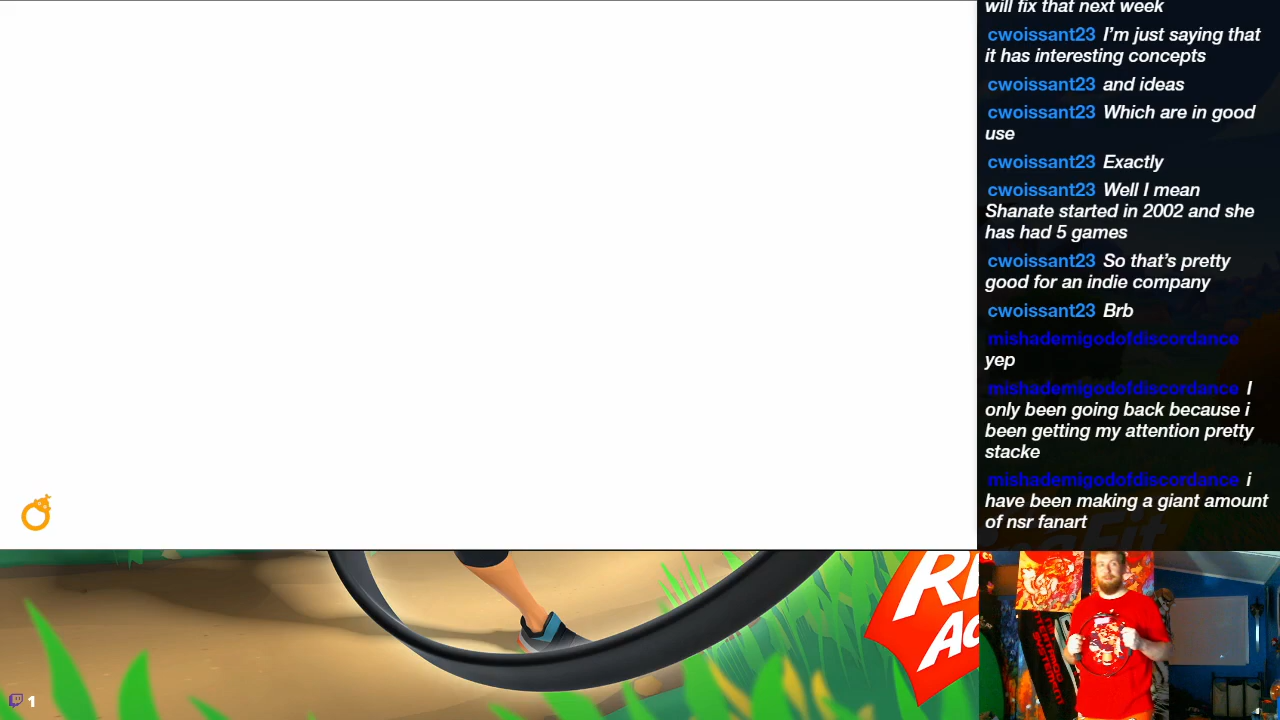 will fix that next week
cwoissant23 I'm just saying that
it has interesting concepts
cwoissant23 and ideas
cwoissant23 Which are in good
use
cwoissant23 Exactly
cwoissant23 Well I mean
Shanate started in 2002 and she
has had 5 games
cwoissant23 So that's pretty
good for an indie company
cwoissant23 Brb
mishademigodofdiscordance
yep
mishademigodofdiscordance I
only been going back because i
been getting my attention pretty
stacke
mishademigodofdiscordance i
have been making a giant amount
of nsr fanart
1